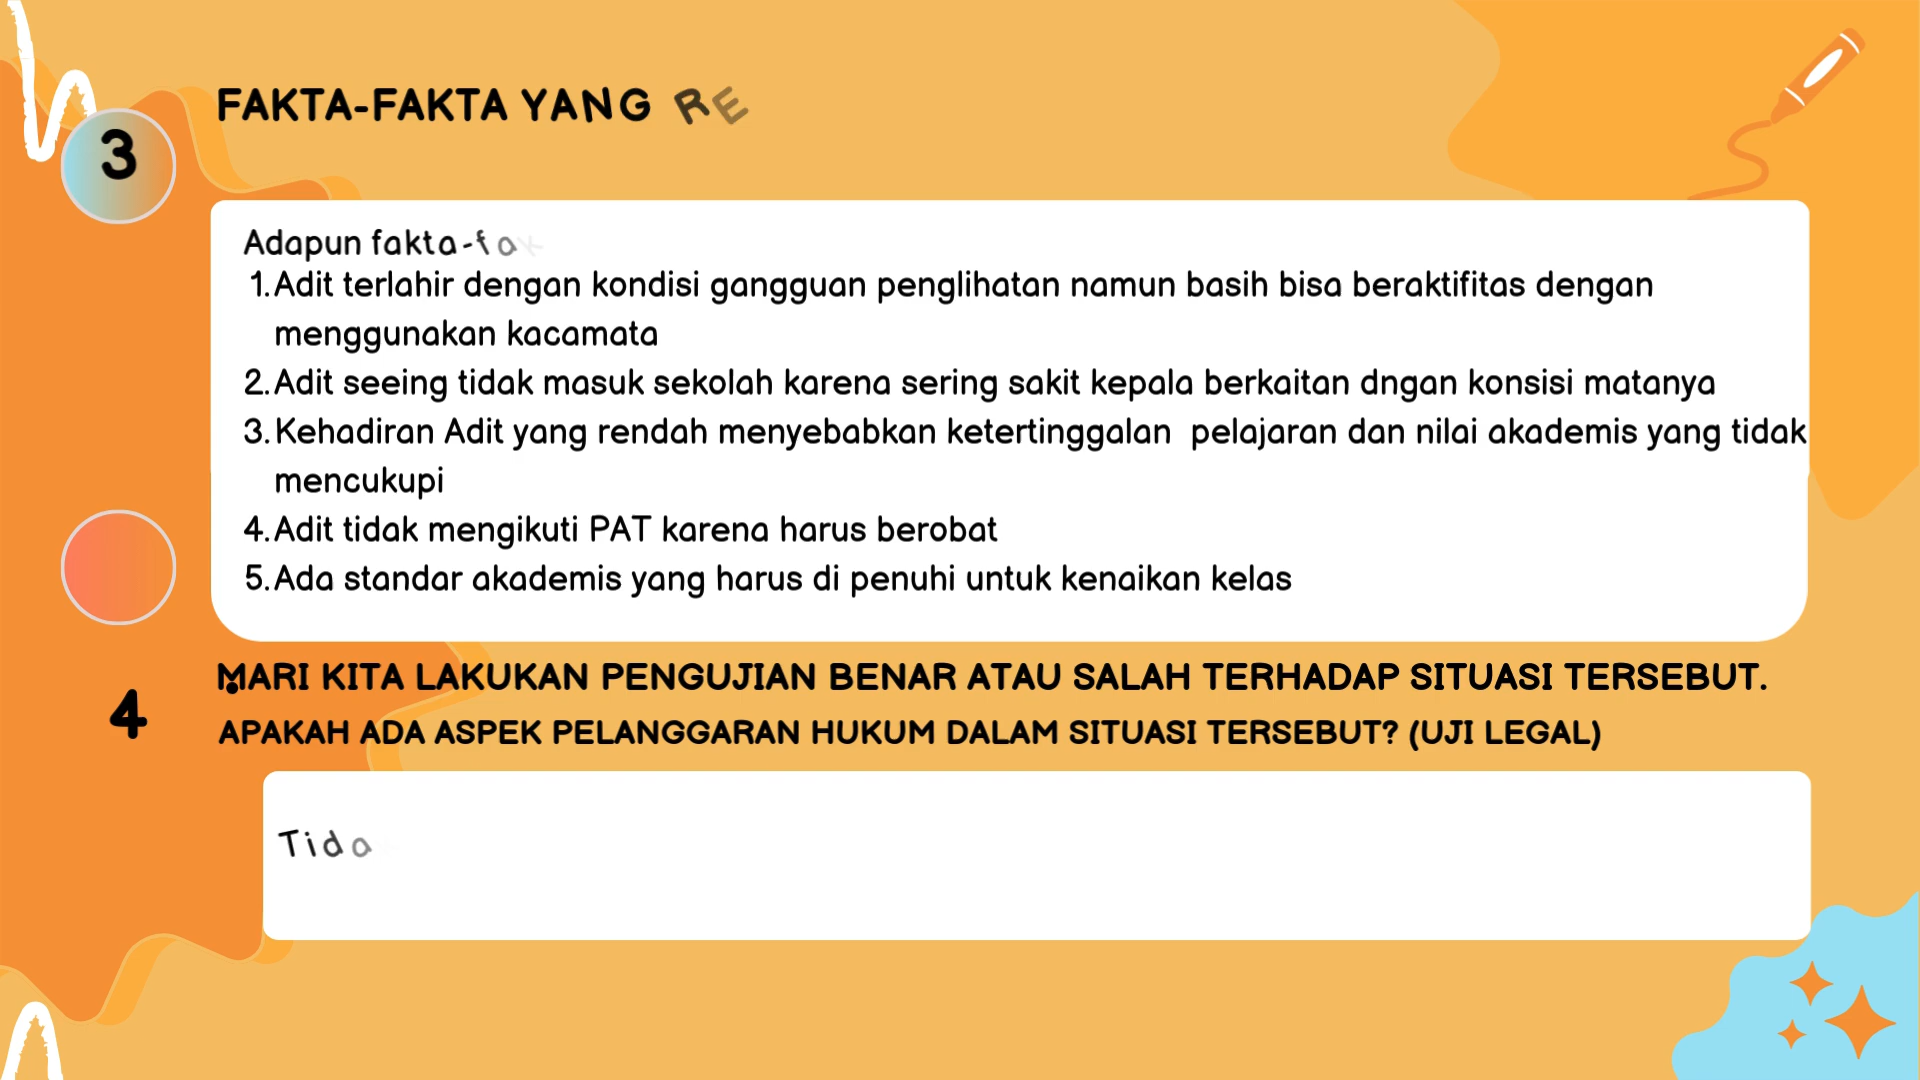 3
FAKTA-FAKTA YANG RE
Adapun fakta-fak
1. Adit terlahir dengan kondisi gangguan penglihatan namun basih bisa beraktifitas dengan
menggunakan kacamata
2. Adit seeing tidak masuk sekolah karena sering sakit kepala berkaitan dngan konsisi matanya
3. Kehadiran Adit yang rendah menyebabkan ketertinggalan pelajaran dan nilai akademis yang tidak
mencukupi
4. Adit tidak mengikuti PAT karena harus berobat
5. Ada standar akademis yang harus di penuhi untuk kenaikan kelas
4
MARI KITA LAKUKAN PENGUJIAN BENAR ATAU SALAH TERHADAP SITUASI TERSEBUT.
APAKAH ADA ASPEK PELANGGARAN HUKUM DALAM SITUASI TERSEBUT? (UJI LEGAL)
Tida